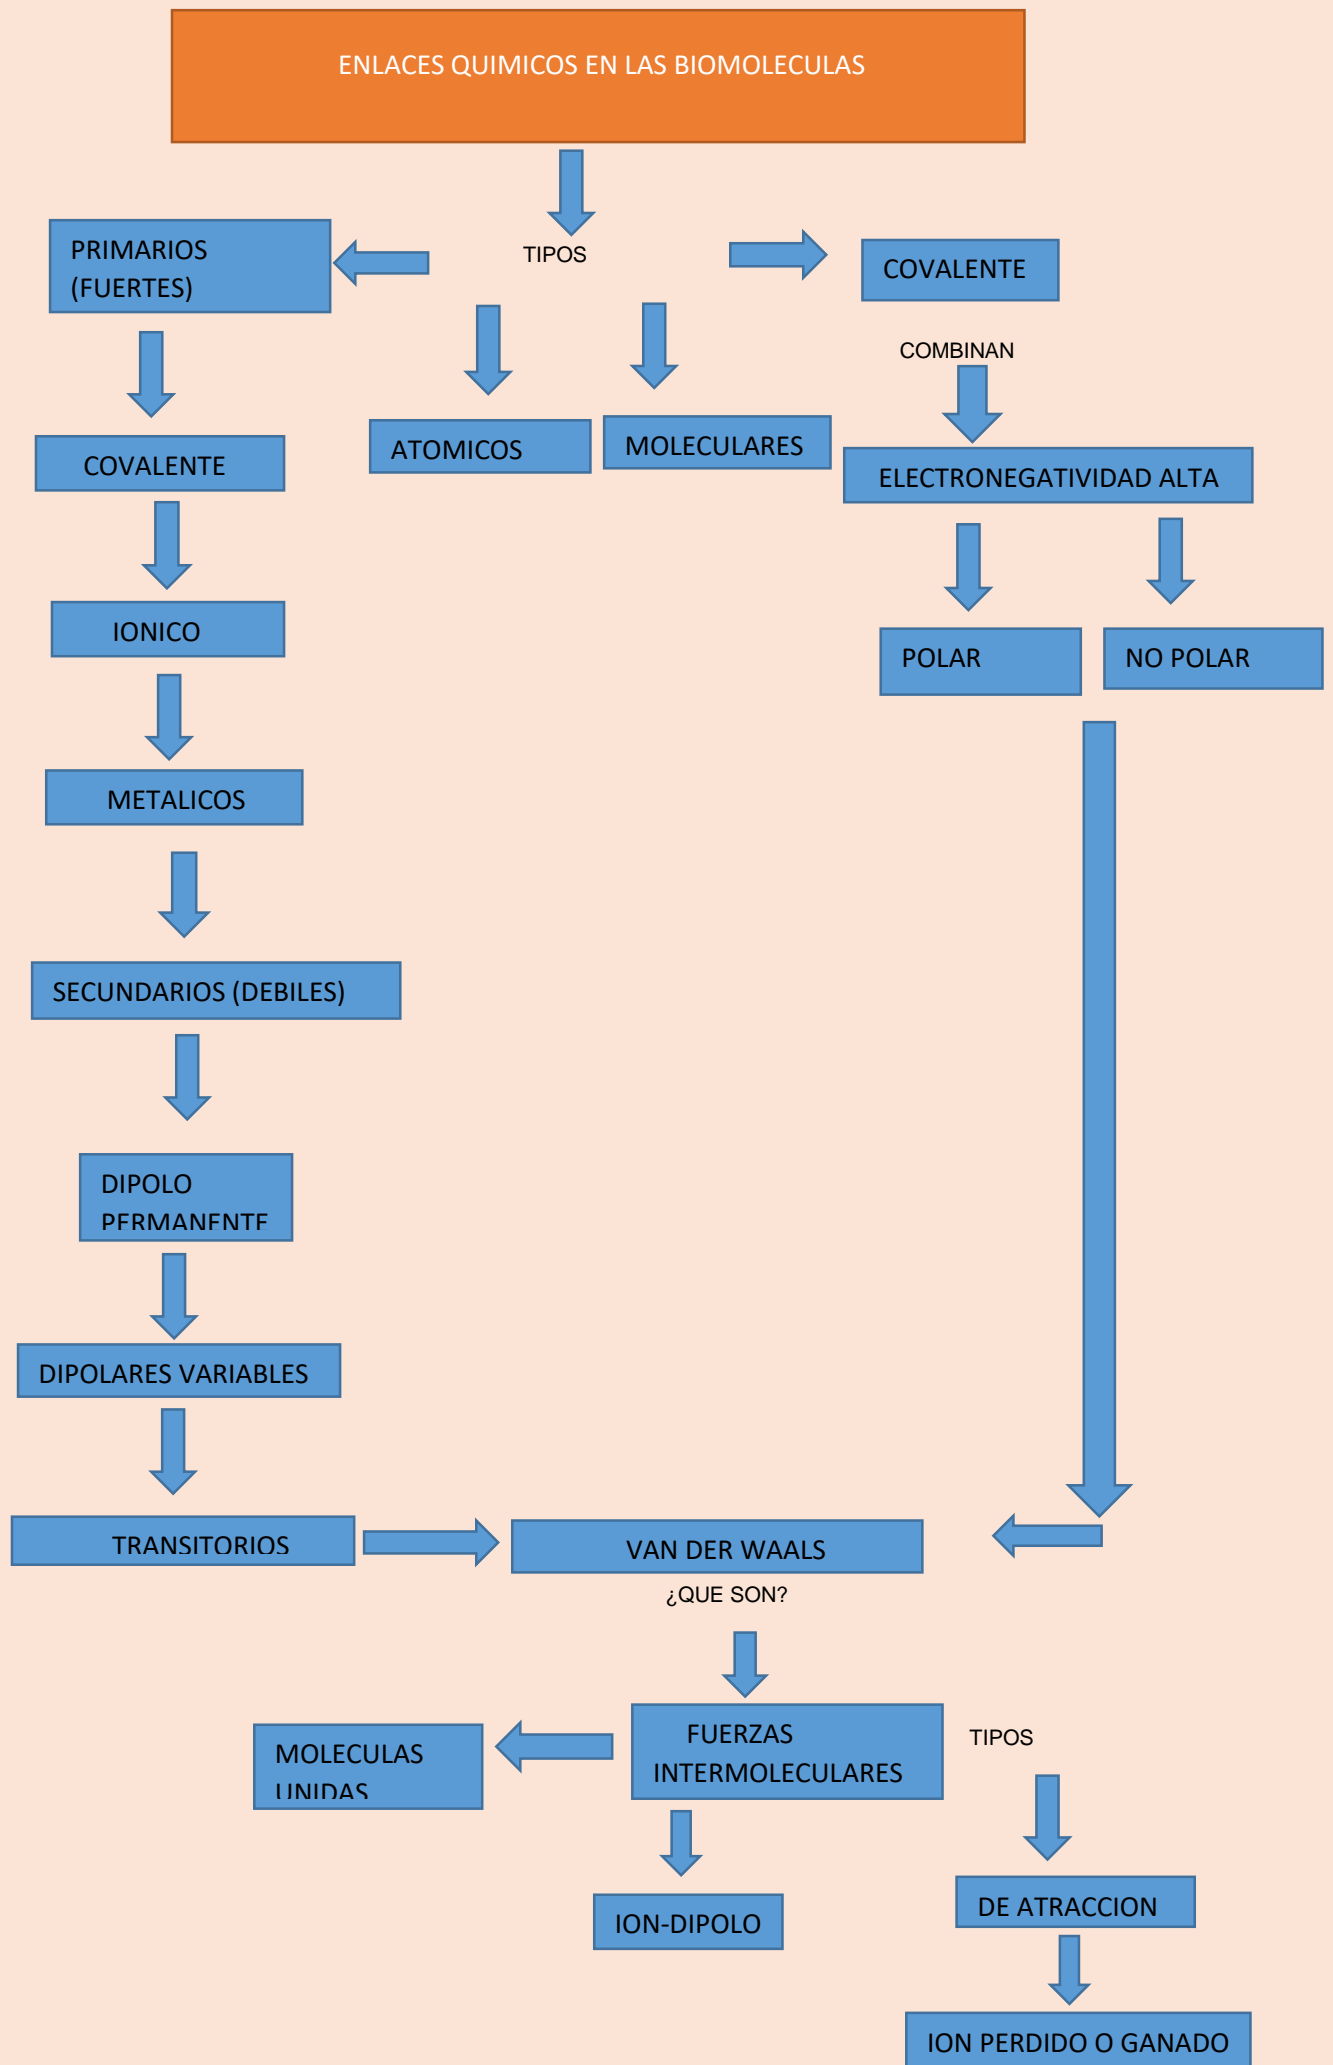 ENLACES QUIMICOS EN LAS BIOMOLECULAS
PRIMARIOS
(FUERTES)
TIPOS
COVALENTE
COMBINAN
COVALENTE
ATOMICOS
MOLECULARES
ELECTRONEGATIVIDAD ALTA
IONICO
POLAR
NO POLAR
METALICOS
SECUNDARIOS (DEBILES)
DIPOLO
PERMANENTE
DIPOLARES VARIABLES
TRANSITORIOS
VAN DER WAALS
¿QUE SON?
MOLECULAS
UNIDAS
FUERZAS
INTERMOLECULARES
TIPOS
ION-DIPOLO
DE ATRACCION
ION PERDIDO O GANADO